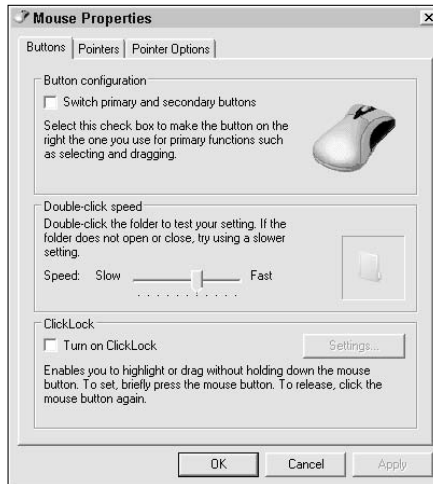 Mouse Properties
Buttons
Pointers
Pointer Options
Button configuration
Switch primary and secondary buttons
Select this check box to make the button on the
right the one you use for primary functions such
as selecting and dragging.
Double-click speed
Double-click the folder to test your setting. If the
folder does not open or close, try using a slower
setting.
Speed: Slow Fast
ClickLock
Turn on ClickLock
Settings...
Enables you to highlight or drag without holding down the mouse
button. To set, briefly press the mouse button. To release, click the
mouse button again.
OK
Cancel
Apply